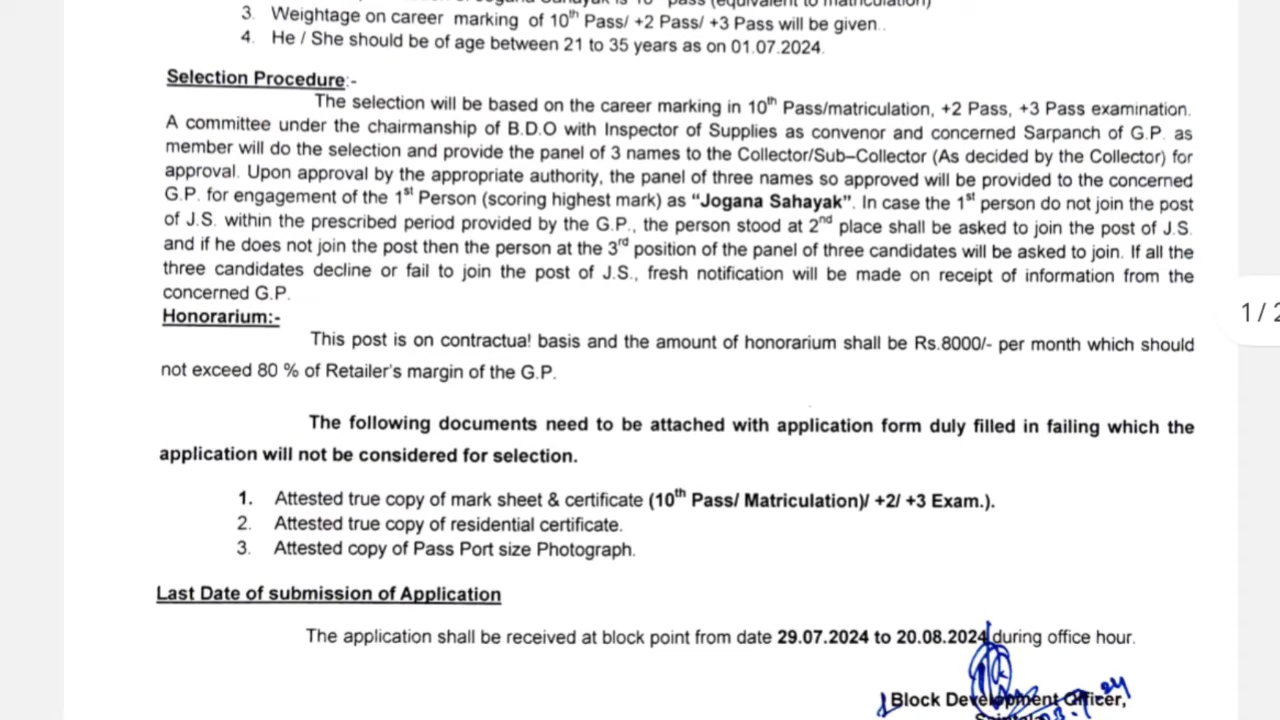 3. Weightage on career marking of 10th Pass/ +2 Pass/ +3 Pass will be given..
4. He / She should be of age between 21 to 35 years as on 01.07.2024.
Selection Procedure:-
The selection will be based on the career marking in 10th Pass/matriculation, +2 Pass, +3 Pass examination.
A committee under the chairmanship of B.D.O with Inspector of Supplies as convenor and concerned Sarpanch of G.P. as
member will do the selection and provide the panel of 3 names to the Collector/Sub–Collector (As decided by the Collector) for
approval. Upon approval by the appropriate authority, the panel of three names so approved will be provided to the concerned
G.P. for engagement of the 1st Person (scoring highest mark) as “Jogana Sahayak”. In case the 1st person do not join the post
of J.S. within the prescribed period provided by the G.P., the person stood at 2nd place shall be asked to join the post of J.S.
and if he does not join the post then the person at the 3rd position of the panel of three candidates will be asked to join. If all the
three candidates decline or fail to join the post of J.S., fresh notification will be made on receipt of information from the
concerned G.P.
Honorarium:-
This post is on contractual basis and the amount of honorarium shall be Rs.8000/- per month which should
not exceed 80 % of Retailer's margin of the G.P.
The following documents need to be attached with application form duly filled in failing which the
application will not be considered for selection.
1. Attested true copy of mark sheet & certificate (10th Pass/ Matriculation)/ +2/ +3 Exam.).
2. Attested true copy of residential certificate.
3. Attested copy of Pass Port size Photograph.
Last Date of submission of Application
The application shall be received at block point from date 29.07.2024 to 20.08.2024 during office hour.
Block Development Officer,
1 / 2